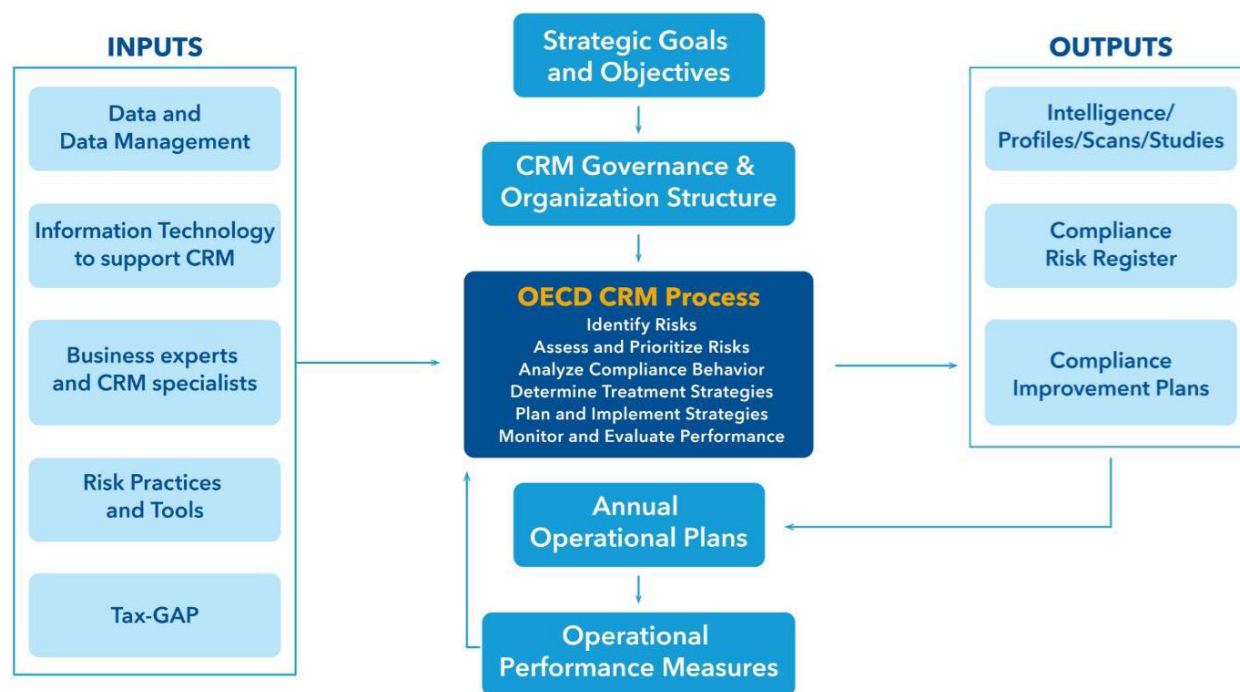 INPUTS
Data and
Data Management
Information Technology
to support CRM
Business experts
and CRM specialists
Risk Practices
and Tools
Tax-GAP
Strategic Goals
and Objectives
CRM Governance &
Organization Structure
OECD CRM Process
Identify Risks
Assess and Prioritize Risks
Analyze Compliance Behavior
Determine Treatment Strategies
Plan and Implement Strategies
Monitor and Evaluate Performance
Annual
Operational Plans
Operational
Performance Measures
OUTPUTS
Intelligence/
Profiles/Scans/Studies
Compliance
Risk Register
Compliance
Improvement Plans